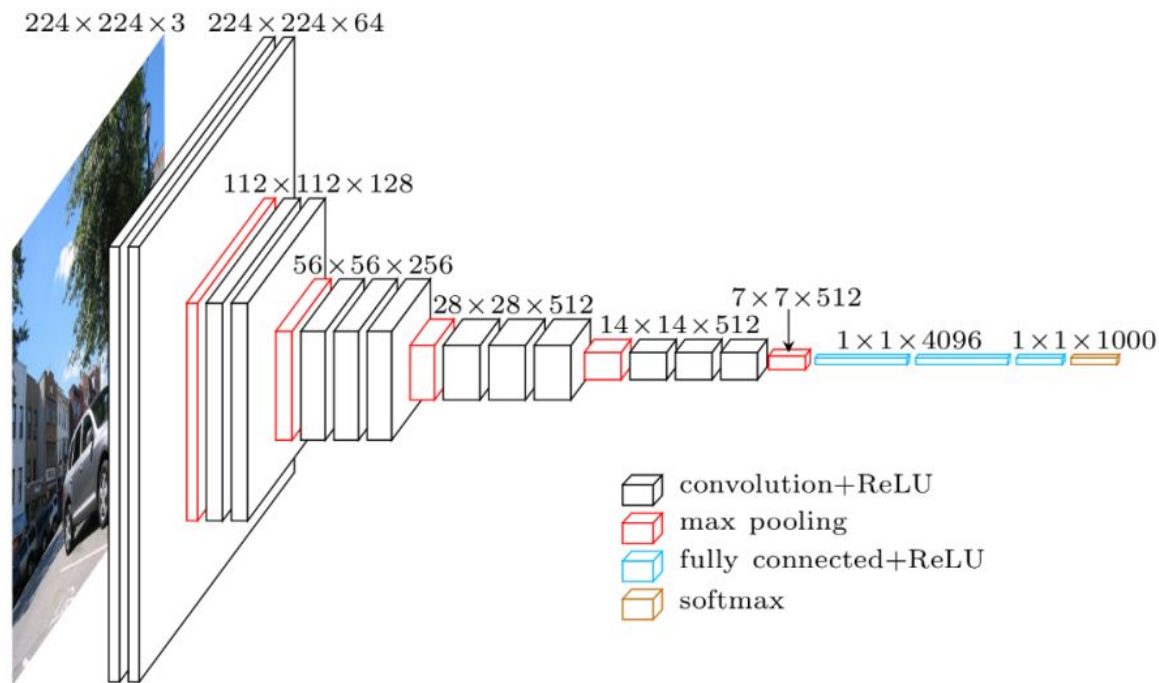 224×224×3
224×224×64
112×112×128
56×56×256
28×28×512
14×14×512
7×7×512
1×1×4096
1×1×1000
convolution+ReLU
max pooling
fully connected+ReLU
softmax